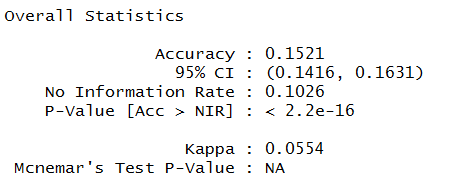 Overall Statistics
Accuracy : 0.1521
95% CI : (0.1416, 0.1631)
No Information Rate : 0.1026
P-Value [Acc > NIR] : < 2.2e-16
Kappa : 0.0554
Mcnemar's Test P-Value : NA